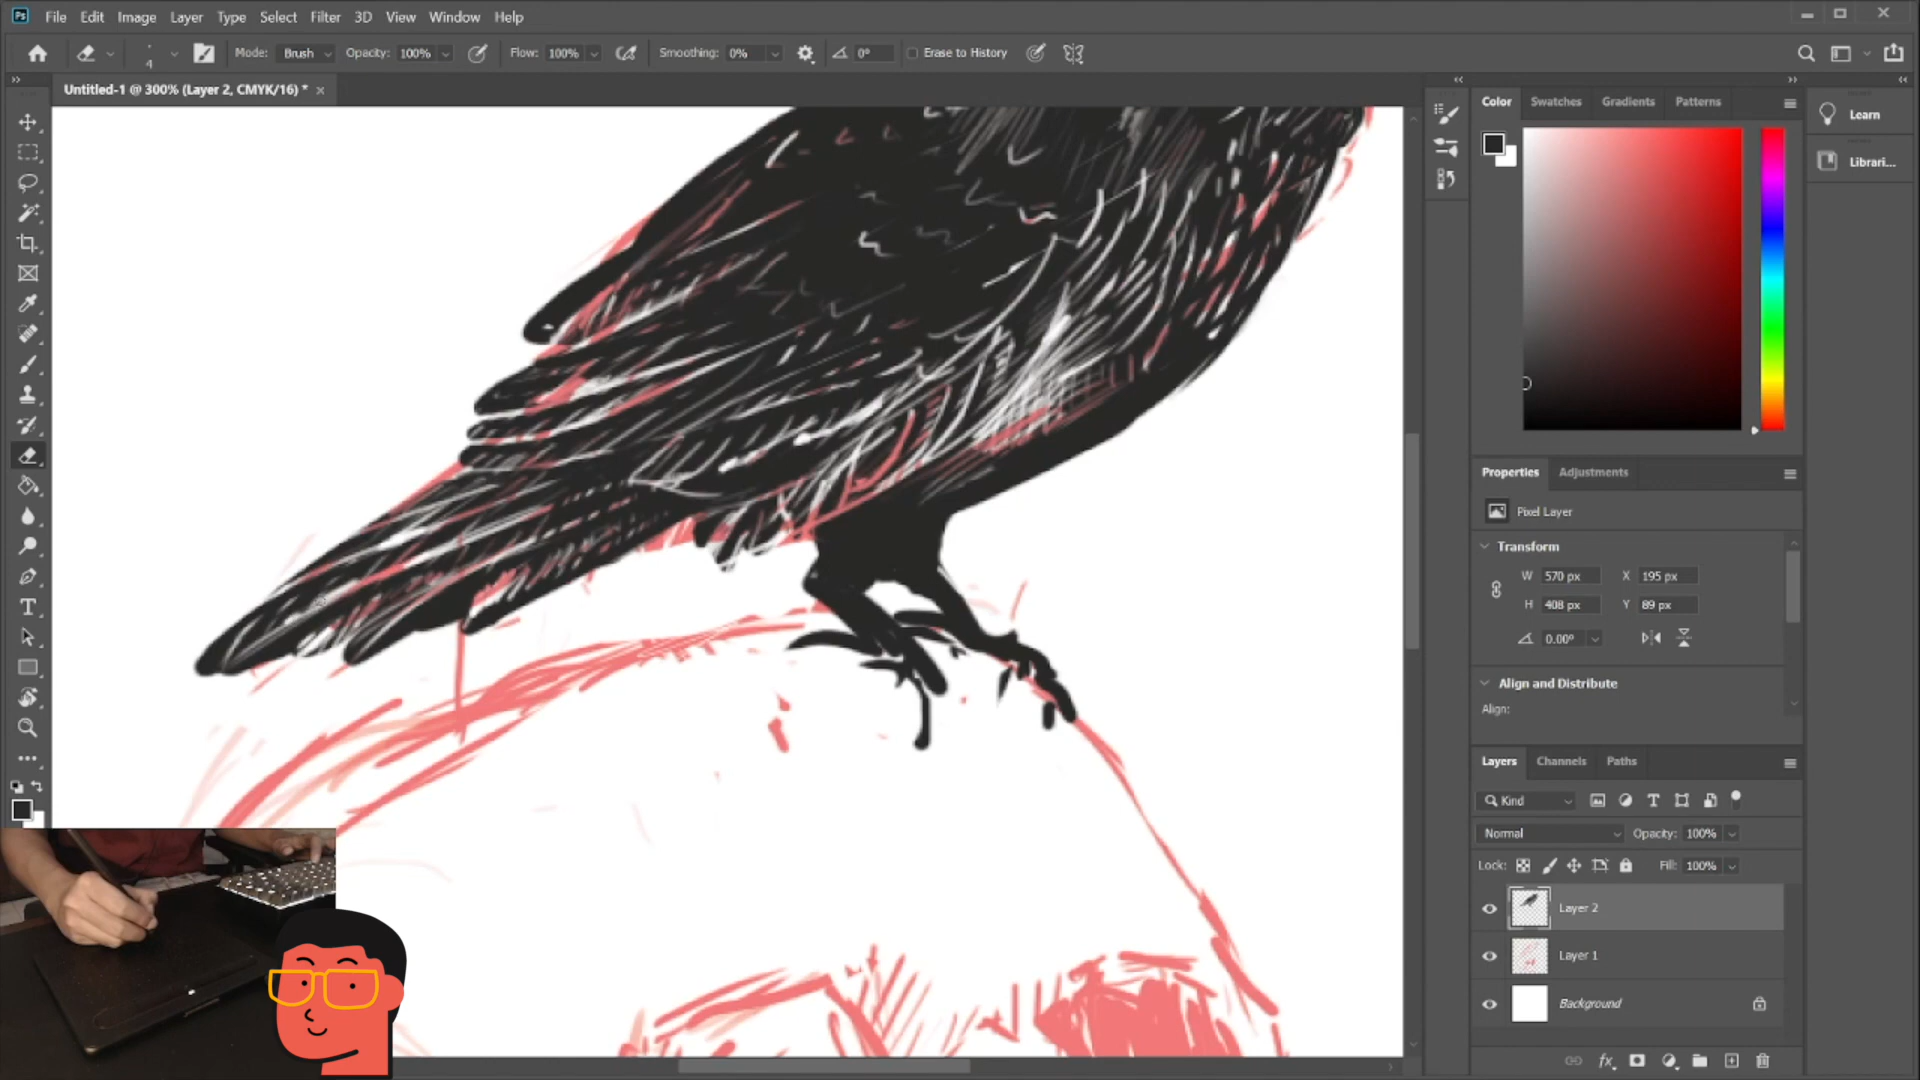 Ps File Edit Image Layer Type Select Filter 3D View Window Help
4 Mode: Brush Opacity: 100% Flow: 100% Smoothing: 0% 0° Erase to History
Untitled-1 @ 300% (Layer 2, CMYK/16) *
Color Swatches Gradients Patterns
Learn
Librari...
Properties Adjustments
Pixel Layer
Transform
W 570 px X 195 px
H 408 px Y 89 px
0.00°
Align and Distribute
Align:
Layers Channels Paths
Kind
Normal Opacity: 100%
Lock: Fill: 100%
Layer 2
Layer 1
Background
fx